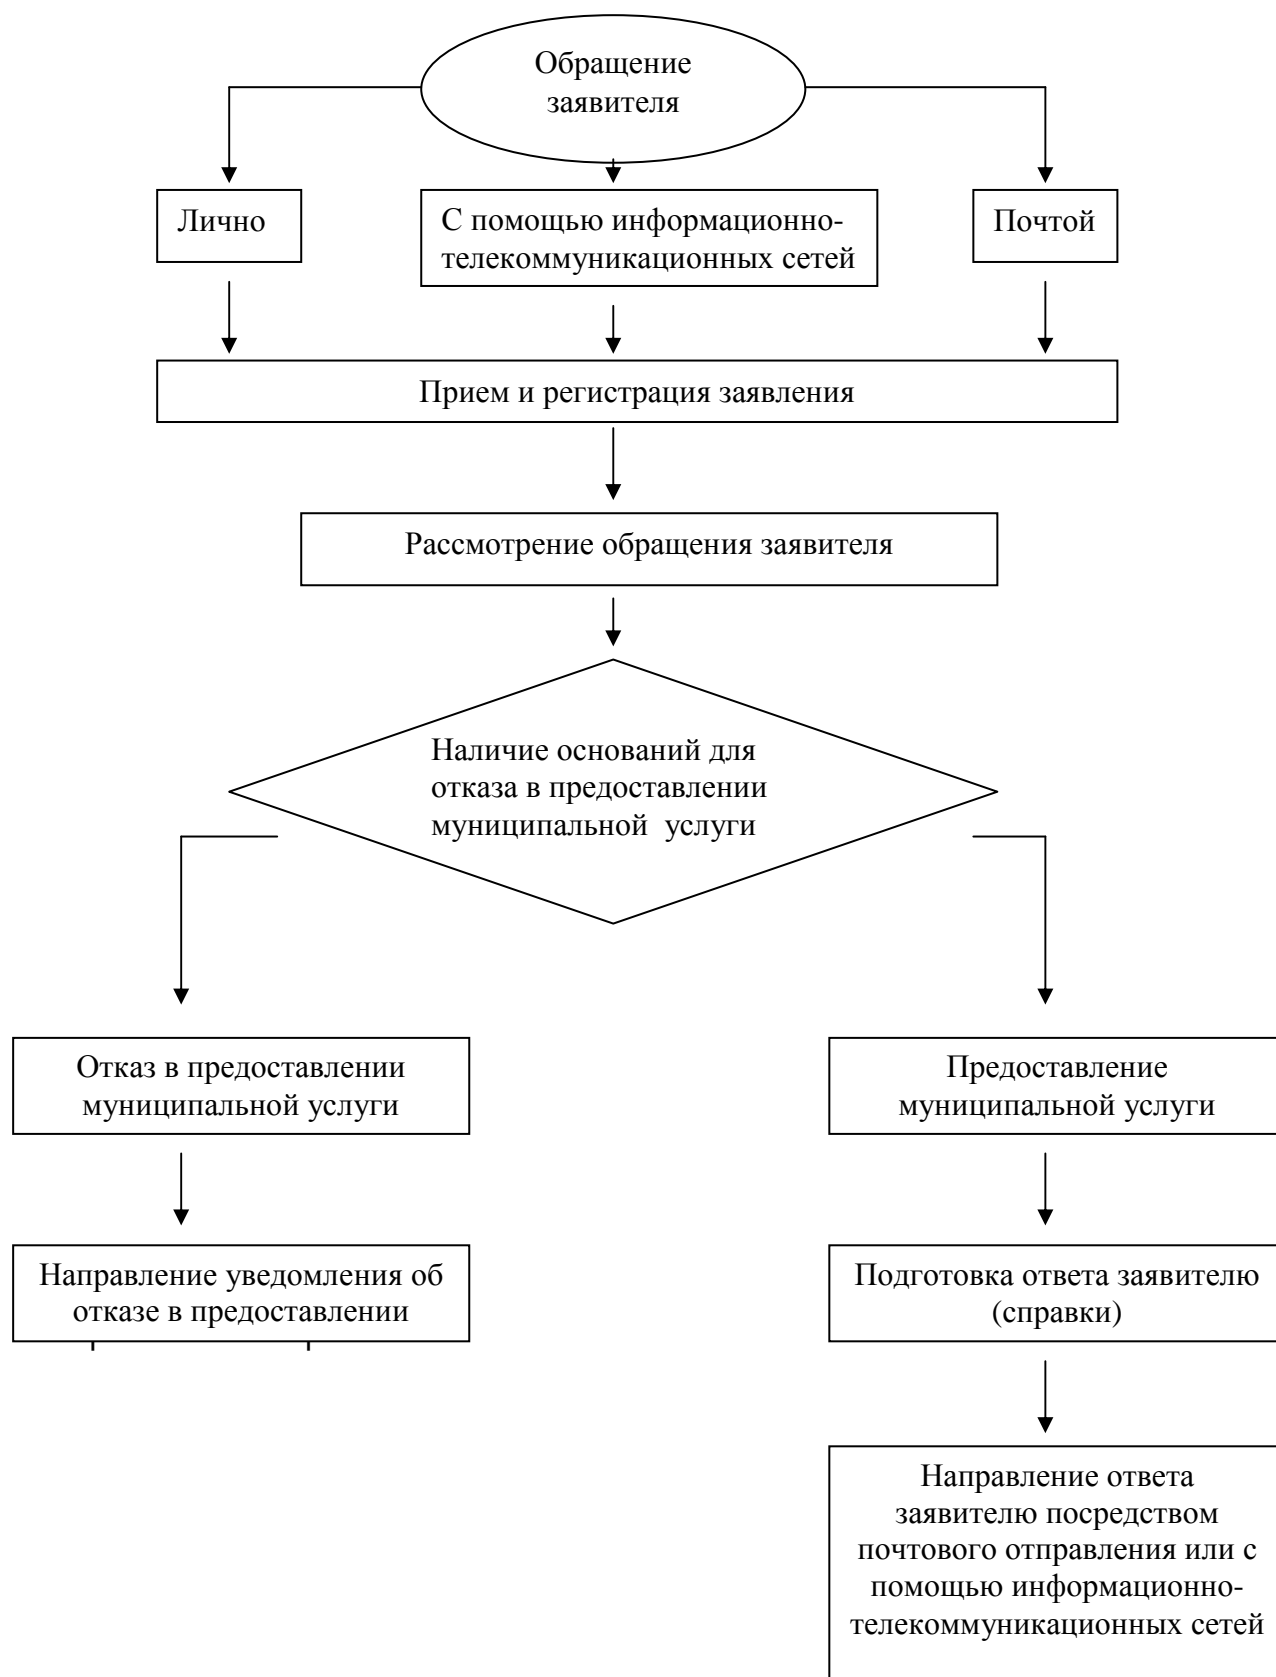 Обращение
заявителя
Лично
С помощью информационно-
телекоммуникационных сетей
Почтой
Прием и регистрация заявления
Рассмотрение обращения заявителя
Наличие оснований для
отказа в предоставлении
муниципальной услуги
Отказ в предоставлении
муниципальной услуги
Предоставление
муниципальной услуги
Направление уведомления об
отказе в предоставлении
Подготовка ответа заявителю
(справки)
Направление ответа
заявителю посредством
почтового отправления или с
помощью информационно-
телекоммуникационных сетей